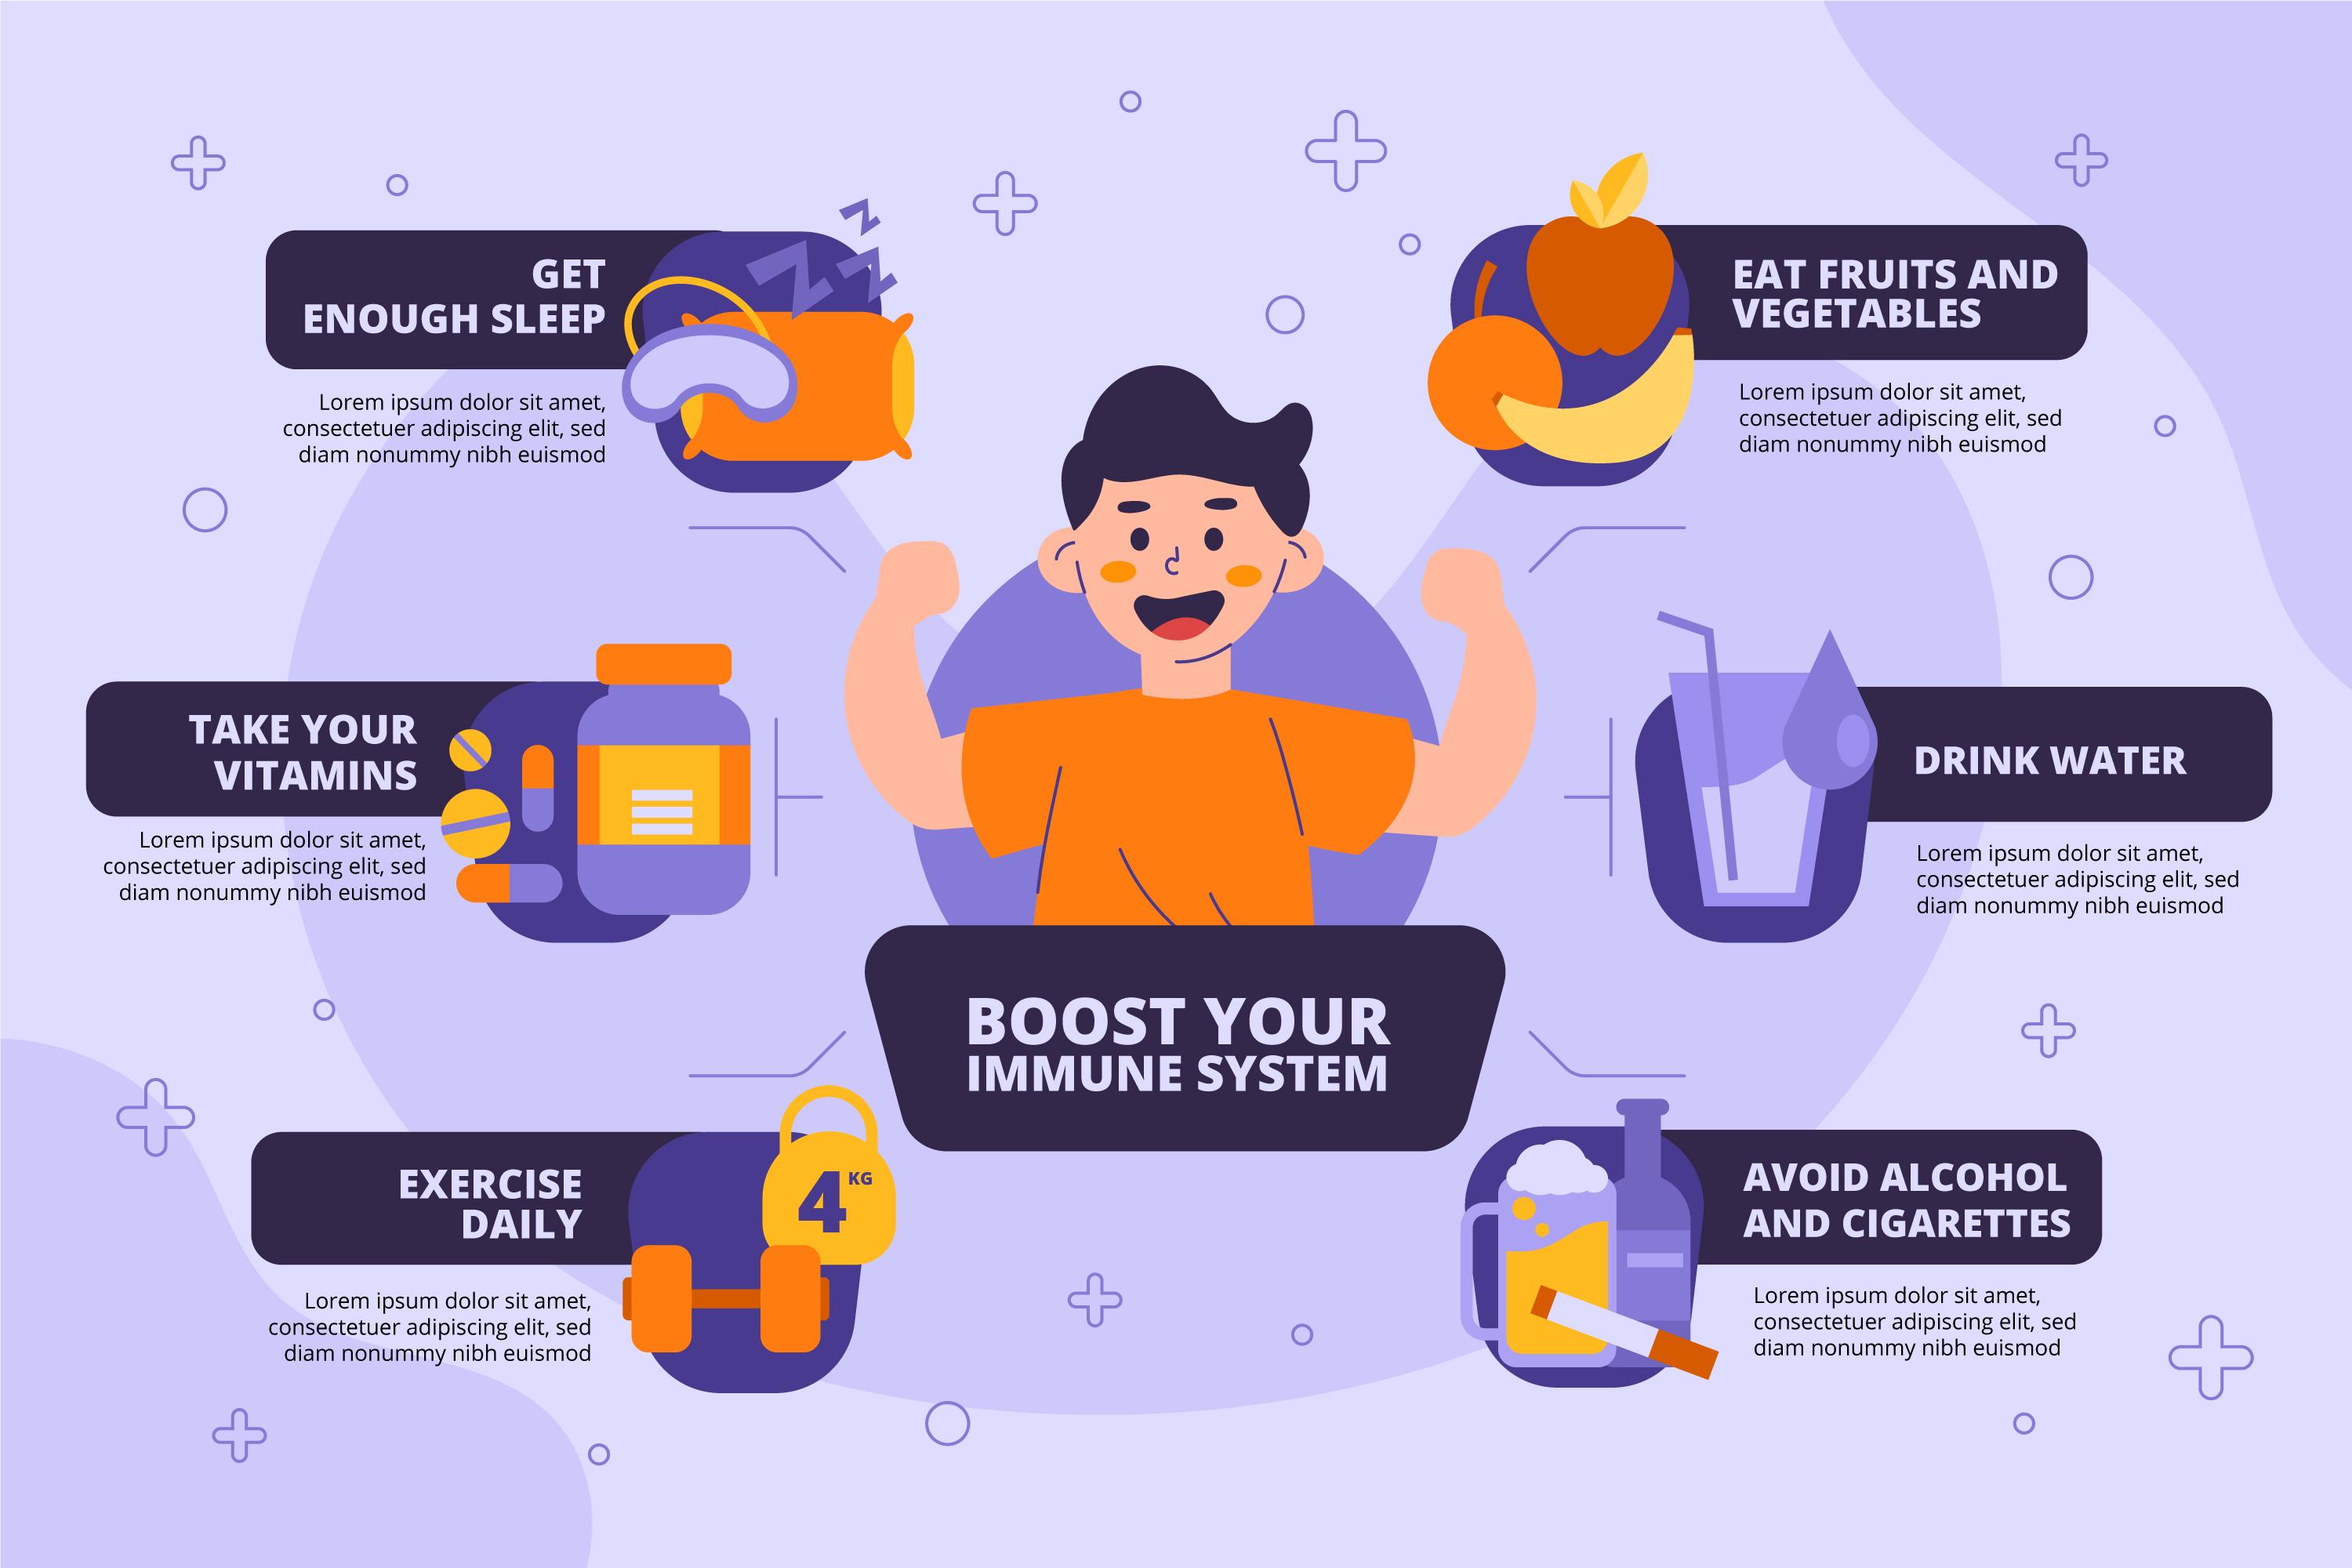 GET
ENOUGH SLEEP
Lorem ipsum dolor sit amet,
consectetuer adipiscing elit, sed
diam nonummy nibh euismod
EAT FRUITS AND
VEGETABLES
Lorem ipsum dolor sit amet,
consectetuer adipiscing elit, sed
diam nonummy nibh euismod
TAKE YOUR
VITAMINS
Lorem ipsum dolor sit amet,
consectetuer adipiscing elit, sed
diam nonummy nibh euismod
DRINK WATER
Lorem ipsum dolor sit amet,
consectetuer adipiscing elit, sed
diam nonummy nibh euismod
BOOST YOUR
IMMUNE SYSTEM
EXERCISE
DAILY
4 KG
Lorem ipsum dolor sit amet,
consectetuer adipiscing elit, sed
diam nonummy nibh euismod
AVOID ALCOHOL
AND CIGARETTES
Lorem ipsum dolor sit amet,
consectetuer adipiscing elit, sed
diam nonummy nibh euismod